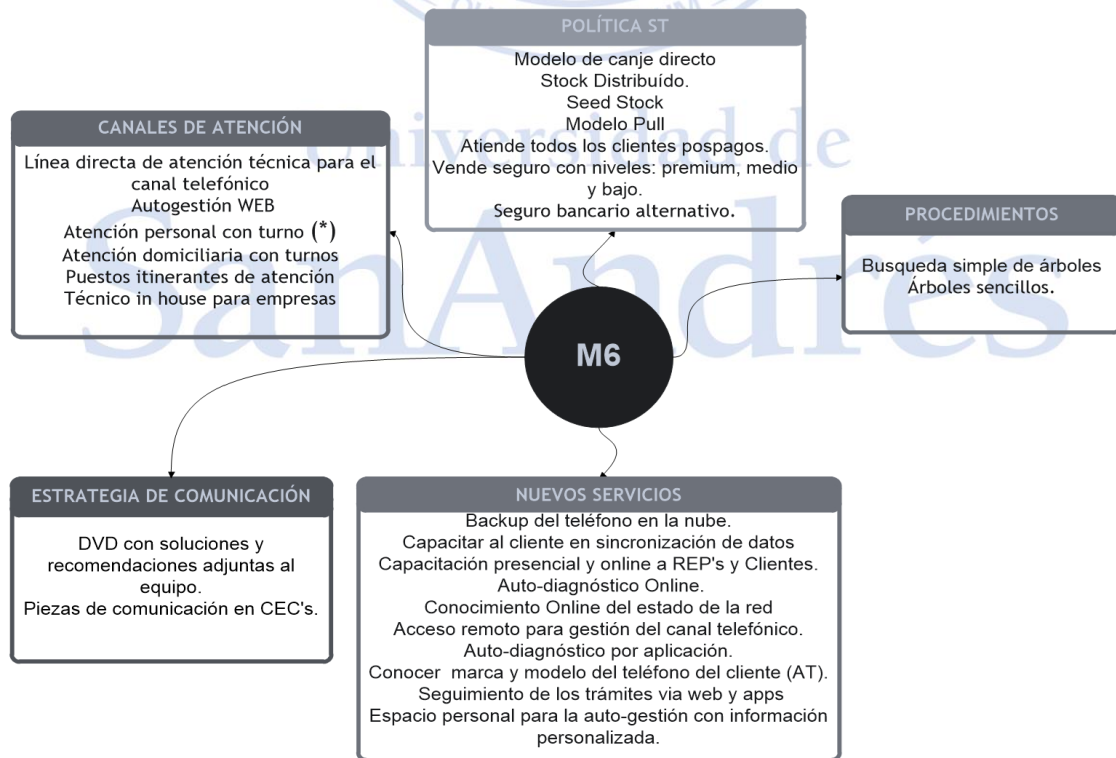 POLÍTICA ST
Modelo de canje directo
Stock Distribuído.
Seed Stock
Modelo Pull
Atiende todos los clientes pospagos.
Vende seguro con niveles: premium, medio
y bajo.
Seguro bancario alternativo.
CANALES DE ATENCIÓN
Línea directa de atención técnica para el
canal telefónico
Autogestión WEB
Atención personal con turno (*)
Atención domiciliaria con turnos
Puestos itinerantes de atención
Técnico in house para empresas
PROCEDIMIENTOS
Busqueda simple de árboles
Árboles sencillos.
Universidad de
SanAndrés
M6
ESTRATEGIA DE COMUNICACIÓN
DVD con soluciones y
recomendaciones adjuntas al
equipo.
Piezas de comunicación en CEC's.
NUEVOS SERVICIOS
Backup del teléfono en la nube.
Capacitar al cliente en sincronización de datos
Capacitación presencial y online a REP's y Clientes.
Auto-diagnóstico Online.
Conocimiento Online del estado de la red
Acceso remoto para gestión del canal telefónico.
Auto-diagnóstico por aplicación.
Conocer marca y modelo del teléfono del cliente (AT).
Seguimiento de los trámites via web y apps
Espacio personal para la auto-gestión con información
personalizada.